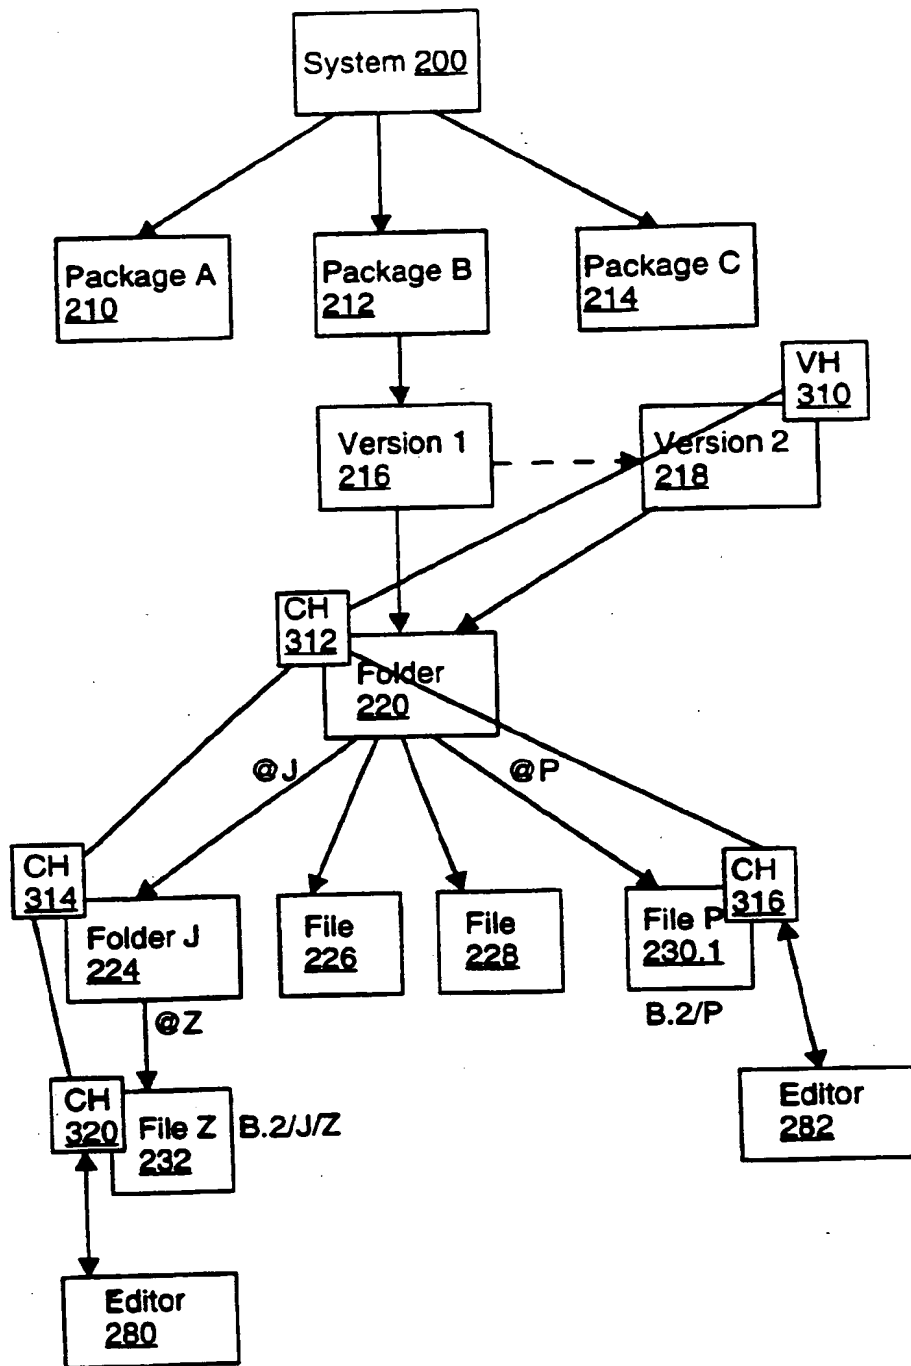 System 200
Package A
210
Package B
212
Package C
214
VH
310
Version 1
216
Version 2
218
CH
312
Folder
220
@J
@P
CH
314
Folder J
224
File
226
File
228
File P
230.1
CH
316
@Z
B.2/P
CH
320
File Z
232
B.2/J/Z
Editor
282
Editor
280